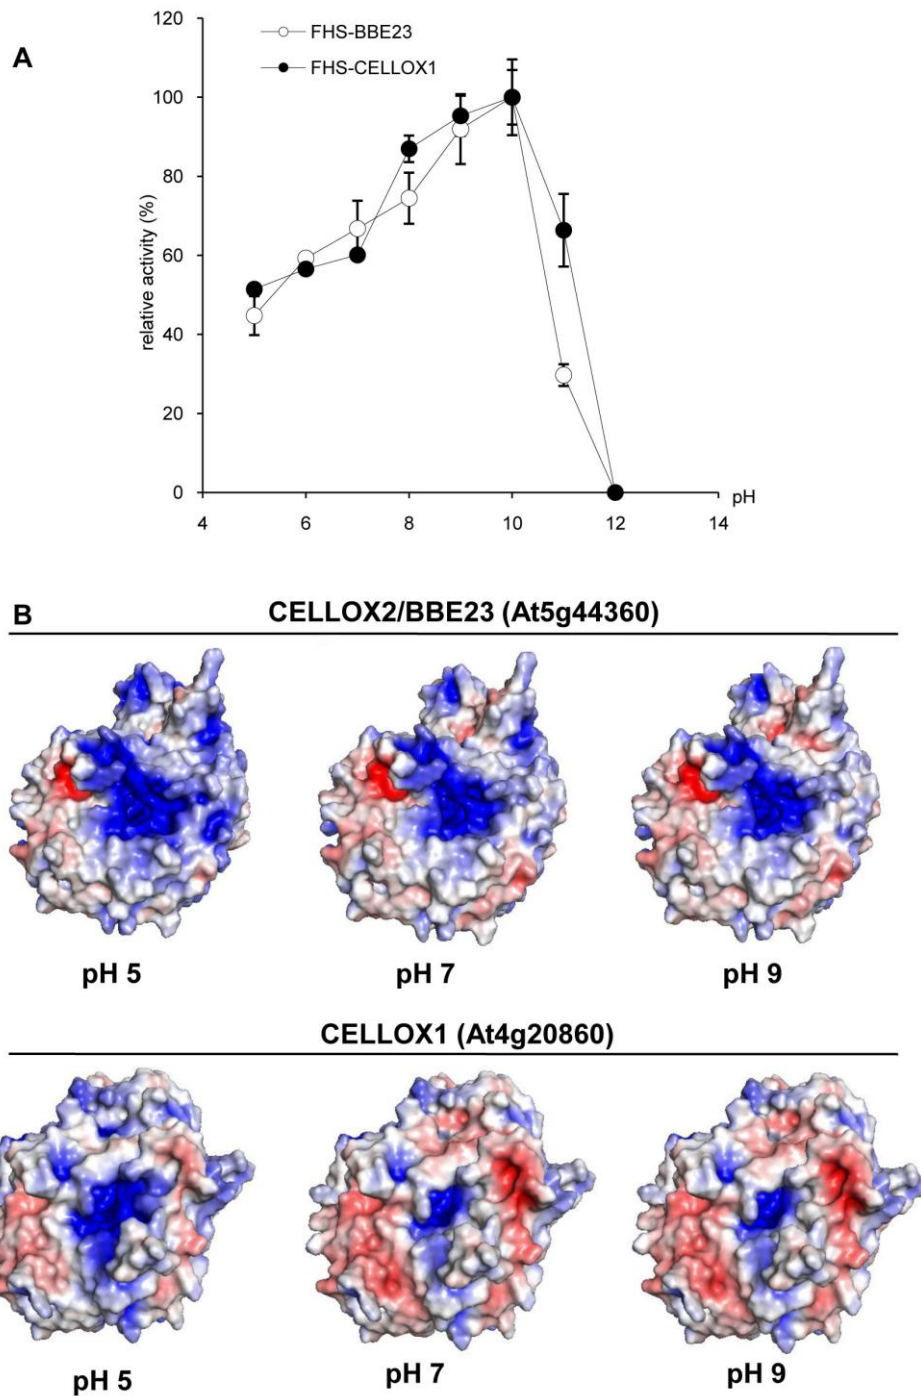 A
FHS-BBE23
FHS-CELLOX1
relative activity (%)
120
100
80
60
40
20
0
4 6 8 10 12 14
pH
B
CELLOX2/BBE23 (At5g44360)
pH 5 pH 7 pH 9
CELLOX1 (At4g20860)
pH 5 pH 7 pH 9